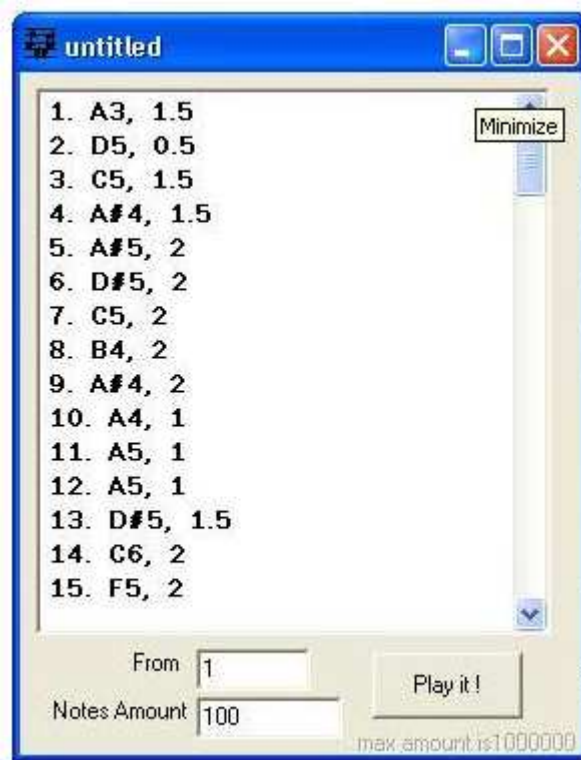 untitled
Minimize
1. A3, 1.5
2. D5, 0.5
3. C5, 1.5
4. A#4, 1.5
5. A#5, 2
6. D#5, 2
7. C5, 2
8. B4, 2
9. A#4, 2
10. A4, 1
11. A5, 1
12. A5, 1
13. D#5, 1.5
14. C6, 2
15. F5, 2
From 1
Play it !
Notes Amount 100
max amount is1000000